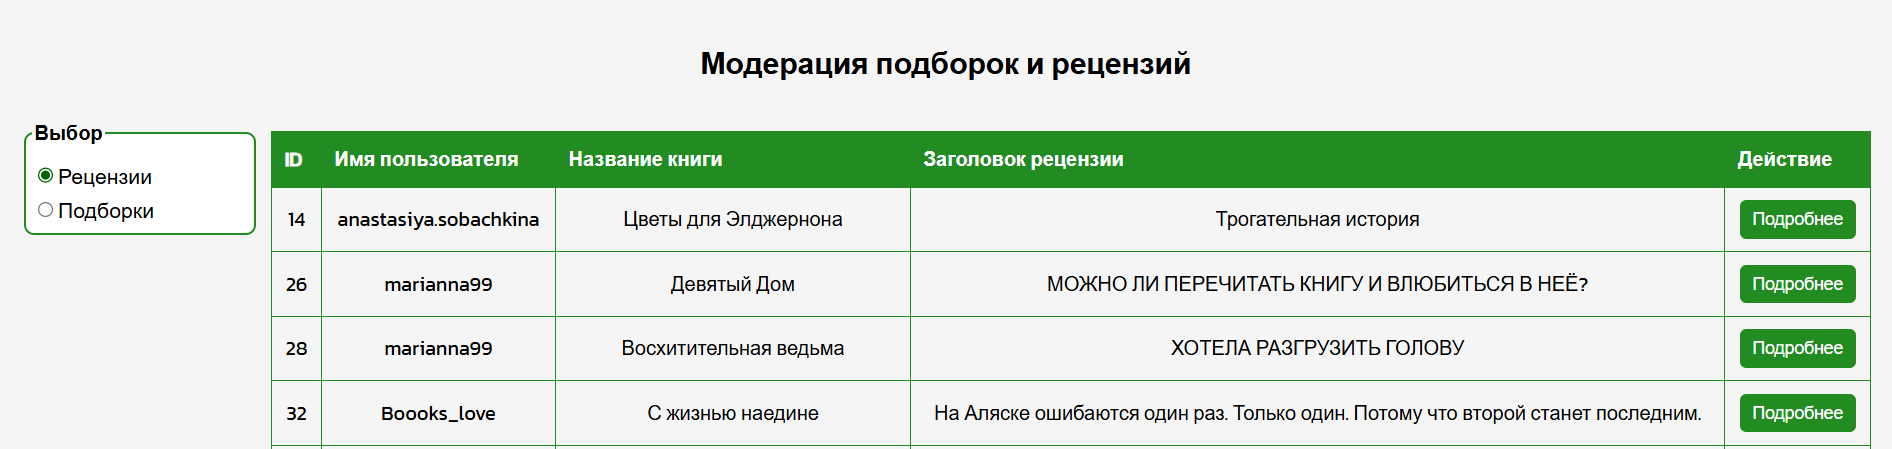 Модерация подборок и рецензий
Выбор
Рецензии
Подборки
ID Имя пользователя Название книги Заголовок рецензии Действие
14 anastasiya.sobachkina Цветы для Элджернона Трогательная история Подробнее
26 marianna99 Девятый Дом МОЖНО ЛИ ПЕРЕЧИТАТЬ КНИГУ И ВЛЮБИТЬСЯ В НЕЁ? Подробнее
28 marianna99 Восхитительная ведьма ХОТЕЛА РАЗГРУЗИТЬ ГОЛОВУ Подробнее
32 Boooks_love С жизнью наедине На Аляске ошибаются один раз. Только один. Потому что второй станет последним. Подробнее